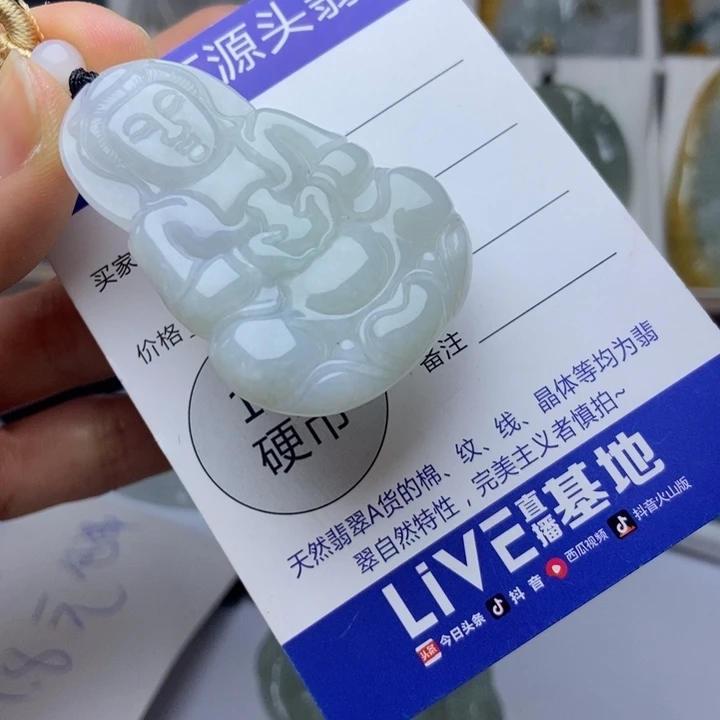 源头翡
买家
价格
备注
硬币
天然翡翠A货的棉、纹、线、晶体等均为翡
翠自然特性，完美主义者慎拍~
LiVE直播基地
头条 今日头条 抖音 西瓜视频 抖音火山版